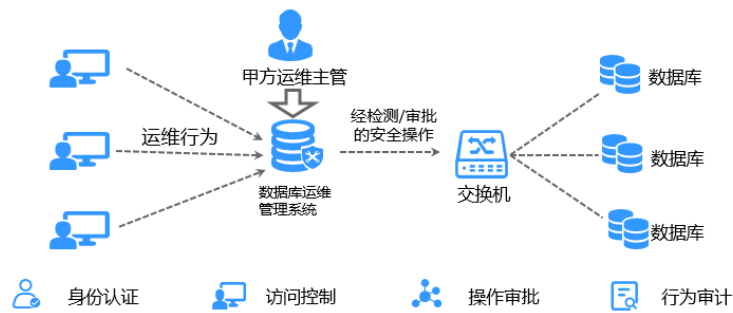 甲方运维主管
运维行为
经检测/审批
的安全操作
数据库运维
管理系统
交换机
数据库
数据库
数据库
身份认证
访问控制
操作审批
行为审计